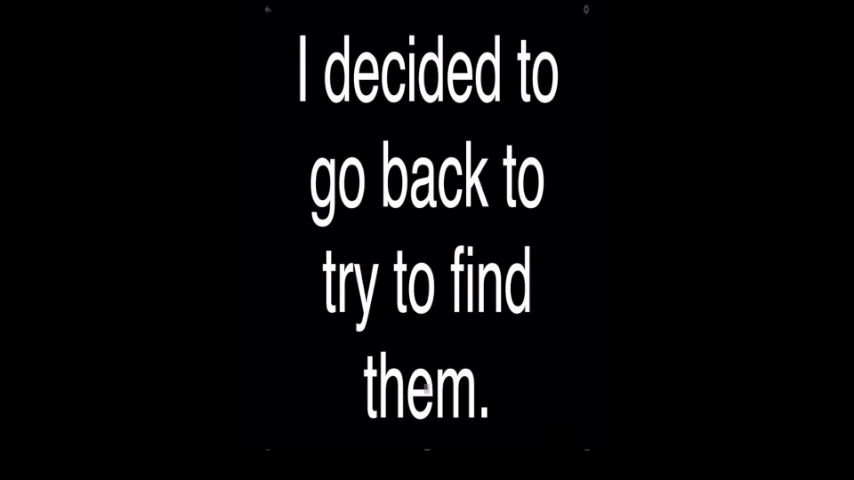 I decided to
go back to
try to find
them.